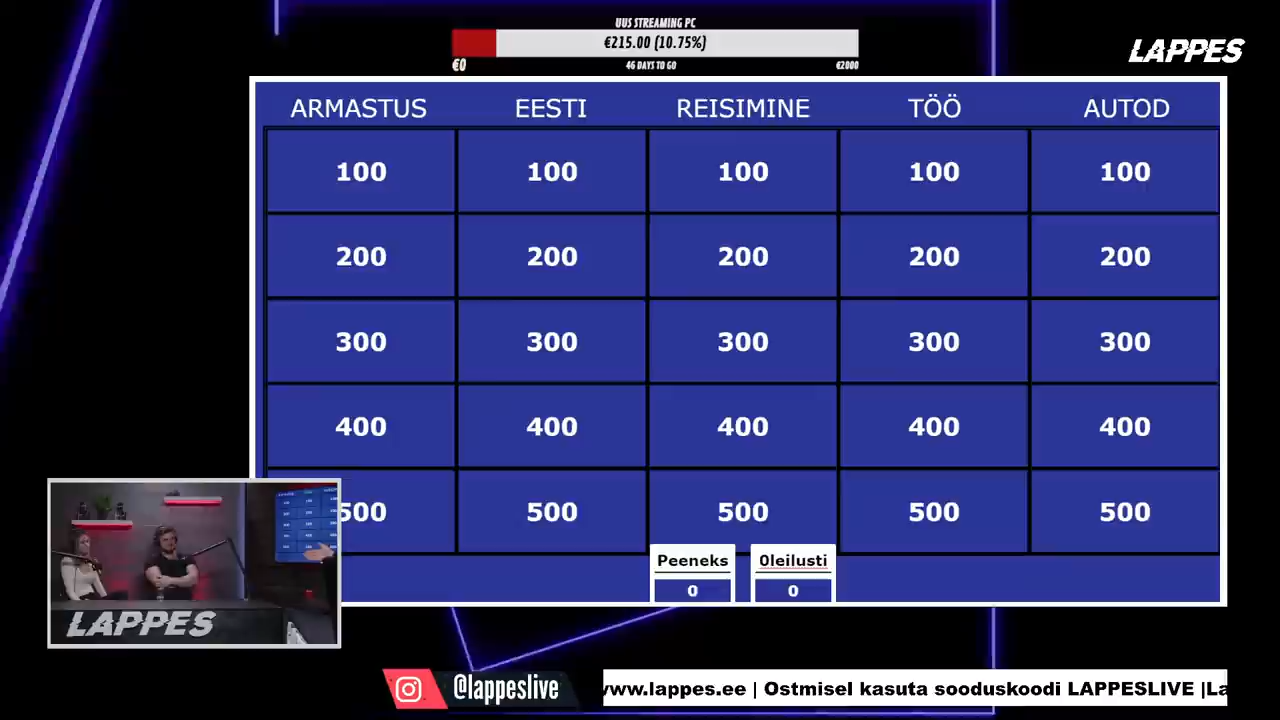 UUS STREAMING PC
€215.00 (10.75%)
€0 46 DAYS TO GO €2000
LAPPES
ARMASTUS EESTI REISIMINE TÖÖ AUTOD
100 100 100 100 100
200 200 200 200 200
300 300 300 300 300
400 400 400 400 400
500 500 500 500 500
Peeneks 0leilusti
0 0
LAPPES
@lappeslive
www.lappes.ee | Ostmisel kasuta sooduskoodi LAPPESLIVE |La